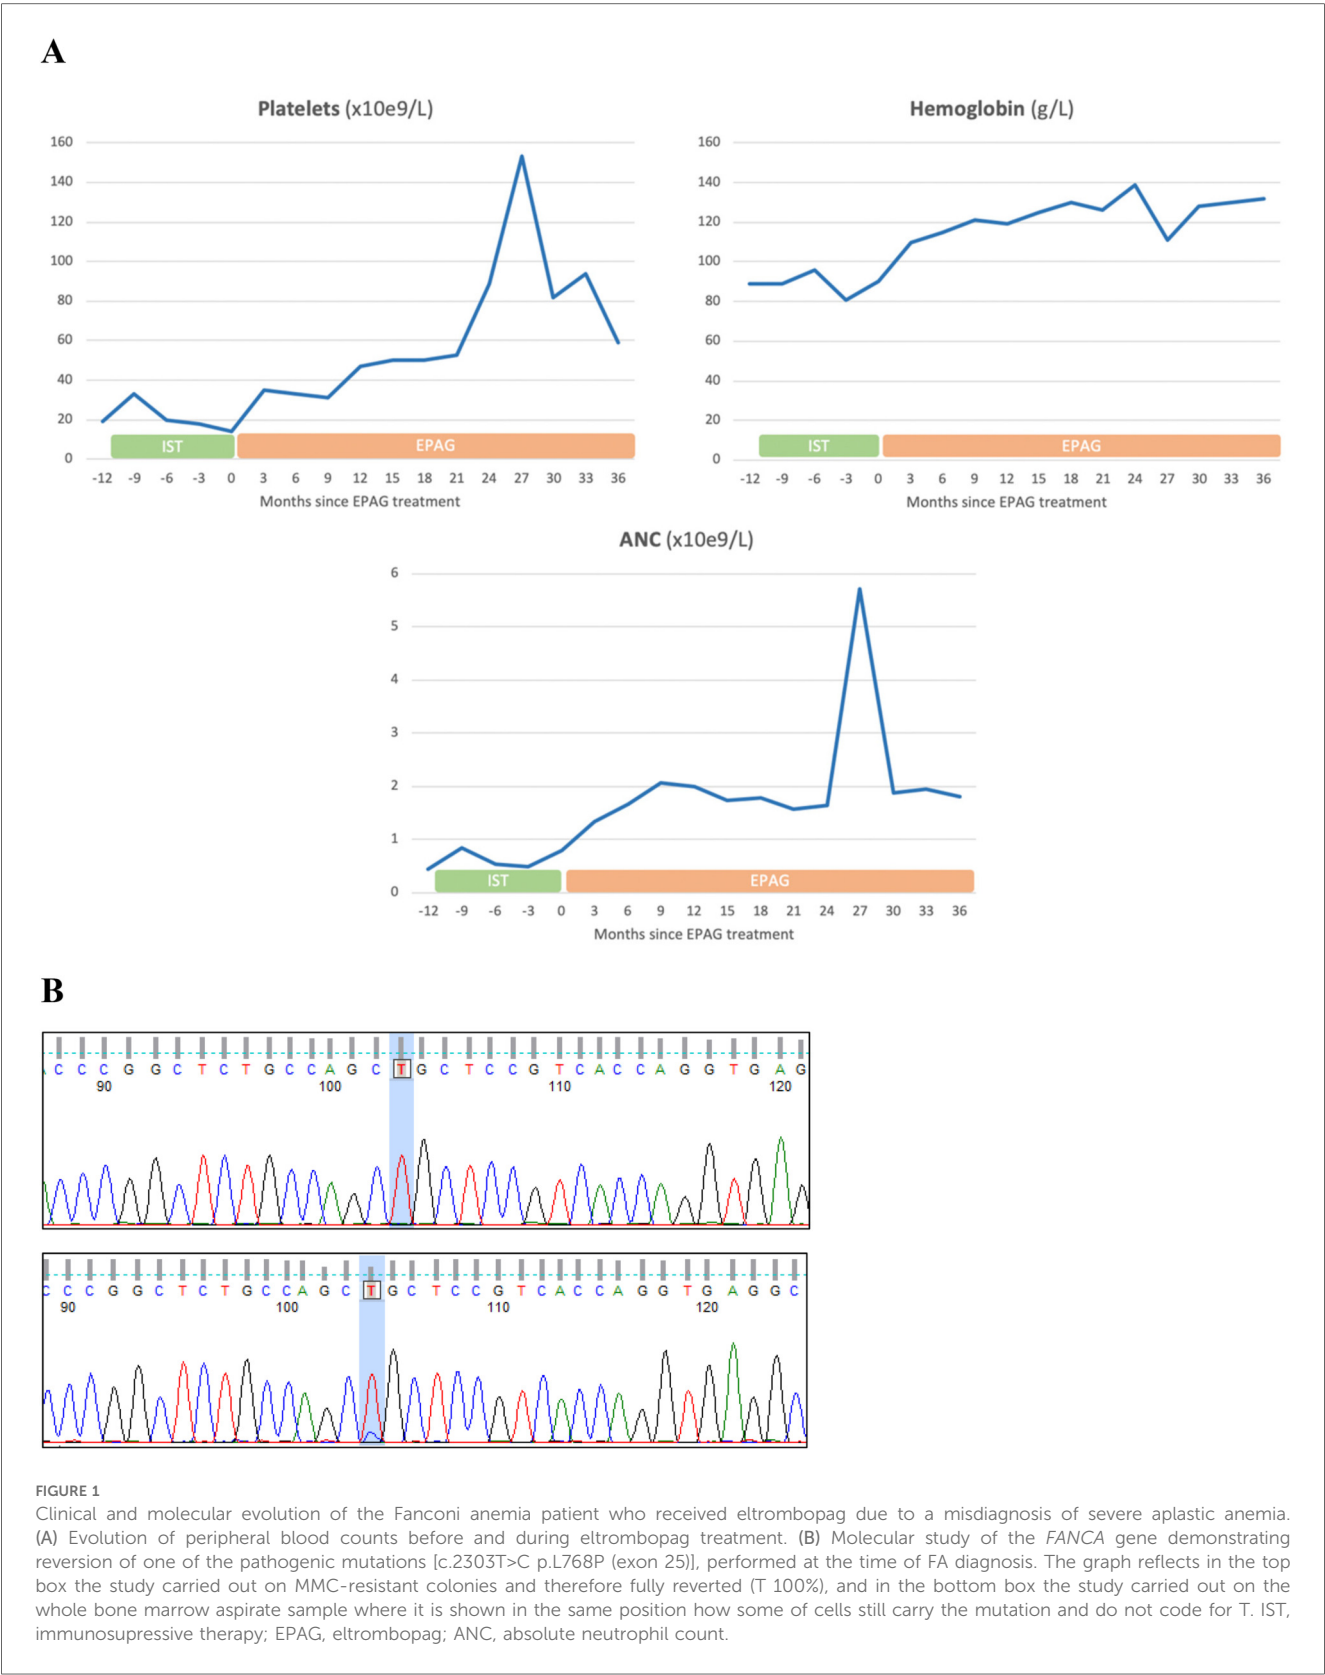 A
Platelets (x10e9/L)
160
140
120
100
80
60
40
20
0
IST
EPAG
-12 -9 -6 -3 0 3 6 9 12 15 18 21 24 27 30 33 36
Months since EPAG treatment
Hemoglobin (g/L)
160
140
120
100
80
60
40
20
0
IST
EPAG
-12 -9 -6 -3 0 3 6 9 12 15 18 21 24 27 30 33 36
Months since EPAG treatment
ANC (x10e9/L)
6
5
4
3
2
1
0
IST
EPAG
-12 -9 -6 -3 0 3 6 9 12 15 18 21 24 27 30 33 36
Months since EPAG treatment
B
C C C G G C T C T G C C A G C T G C T C C G T C A C C A G G T G A G
90 100 110 120
C C C G G C T C T G C C A G C T G C T C C G T C A C C A G G T G A G G C
90 100 110 120
FIGURE 1
Clinical and molecular evolution of the Fanconi anemia patient who received eltrombopag due to a misdiagnosis of severe aplastic anemia.
(A) Evolution of peripheral blood counts before and during eltrombopag treatment. (B) Molecular study of the FANCA gene demonstrating
reversion of one of the pathogenic mutations [c.2303T>C p.L768P (exon 25)], performed at the time of FA diagnosis. The graph reflects in the top
box the study carried out on MMC-resistant colonies and therefore fully reverted (T 100%), and in the bottom box the study carried out on the
whole bone marrow aspirate sample where it is shown in the same position how some of cells still carry the mutation and do not code for T. IST,
immunosupressive therapy; EPAG, eltrombopag; ANC, absolute neutrophil count.